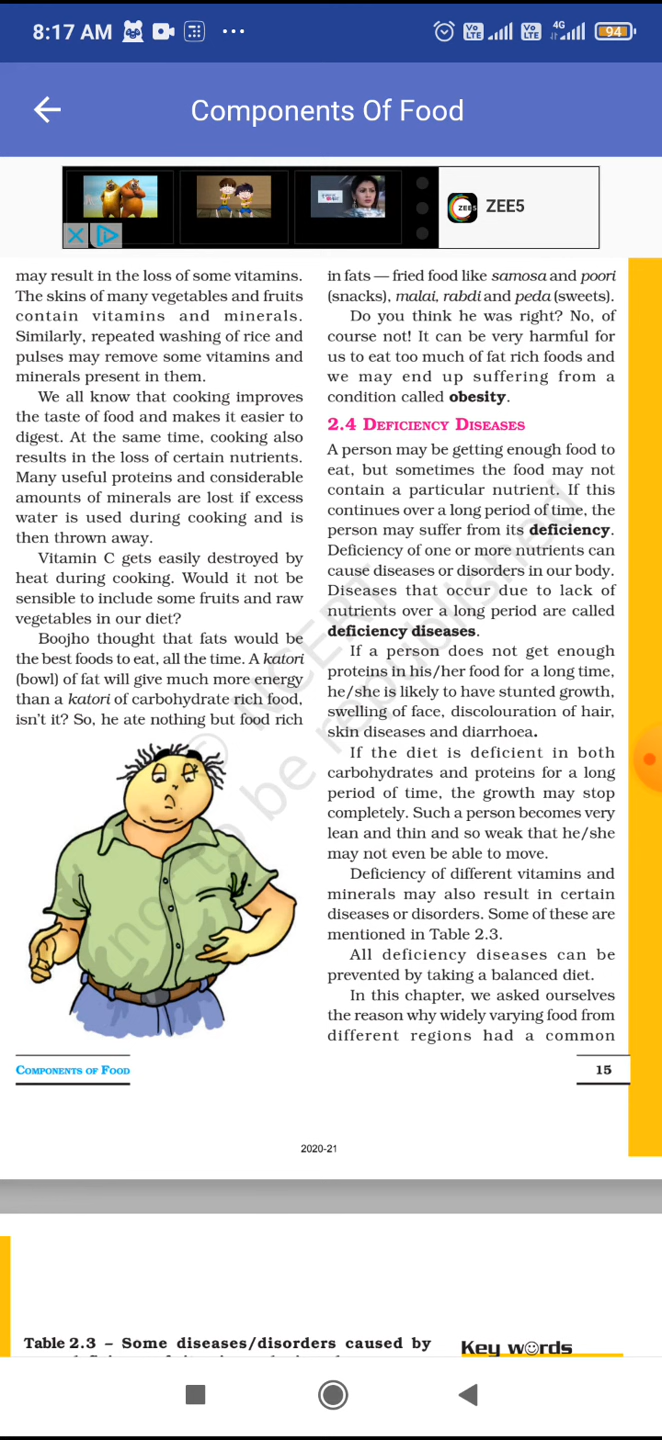 8:17 AM
Vo LTE
Vo LTE
4G
94
Components Of Food
ZEE5
ZEE5
may result in the loss of some vitamins.
The skins of many vegetables and fruits
contain vitamins and minerals.
Similarly, repeated washing of rice and
pulses may remove some vitamins and
minerals present in them.
We all know that cooking improves
the taste of food and makes it easier to
digest. At the same time, cooking also
results in the loss of certain nutrients.
Many useful proteins and considerable
amounts of minerals are lost if excess
water is used during cooking and is
then thrown away.
Vitamin C gets easily destroyed by
heat during cooking. Would it not be
sensible to include some fruits and raw
vegetables in our diet?
Boojho thought that fats would be
the best foods to eat, all the time. A katori
(bowl) of fat will give much more energy
than a katori of carbohydrate rich food,
isn't it? So, he ate nothing but food rich
in fats — fried food like samosa and poori
(snacks), malai, rabdi and peda (sweets).
Do you think he was right? No, of
course not! It can be very harmful for
us to eat too much of fat rich foods and
we may end up suffering from a
condition called obesity.
2.4 DEFICIENCY DISEASES
A person may be getting enough food to
eat, but sometimes the food may not
contain a particular nutrient. If this
continues over a long period of time, the
person may suffer from its deficiency.
Deficiency of one or more nutrients can
cause diseases or disorders in our body.
Diseases that occur due to lack of
nutrients over a long period are called
deficiency diseases.
If a person does not get enough
proteins in his/her food for a long time,
he/she is likely to have stunted growth,
swelling of face, discolouration of hair,
skin diseases and diarrhoea.
If the diet is deficient in both
carbohydrates and proteins for a long
period of time, the growth may stop
completely. Such a person becomes very
lean and thin and so weak that he/she
may not even be able to move.
Deficiency of different vitamins and
minerals may also result in certain
diseases or disorders. Some of these are
mentioned in Table 2.3.
All deficiency diseases can be
prevented by taking a balanced diet.
In this chapter, we asked ourselves
the reason why widely varying food from
different regions had a common
© NCERT
not to be republished
COMPONENTS OF FOOD
15
2020-21
Table 2.3 – Some diseases/disorders caused by
Key words